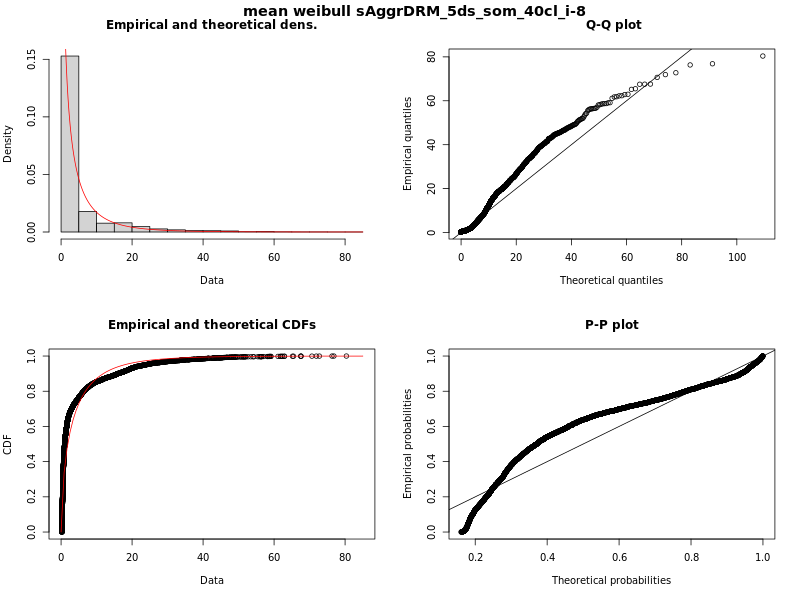 mean weibull sAggrDRM_5ds_som_40cl_i-8
Empirical and theoretical dens.
Density
0.00 0.05 0.10 0.15
0 20 40 60 80
Data
Q-Q plot
Empirical quantiles
0 20 40 60 80
0 20 40 60 80 100
Theoretical quantiles
Empirical and theoretical CDFs
CDF
0.0 0.2 0.4 0.6 0.8 1.0
0 20 40 60 80
Data
P-P plot
Empirical probabilities
0.0 0.2 0.4 0.6 0.8 1.0
0.2 0.4 0.6 0.8 1.0
Theoretical probabilities